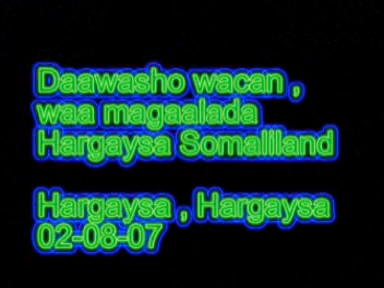 Daawasho wacan ,
waa magaalada
Hargaysa Somaliland
Hargaysa , Hargaysa
02-08-07